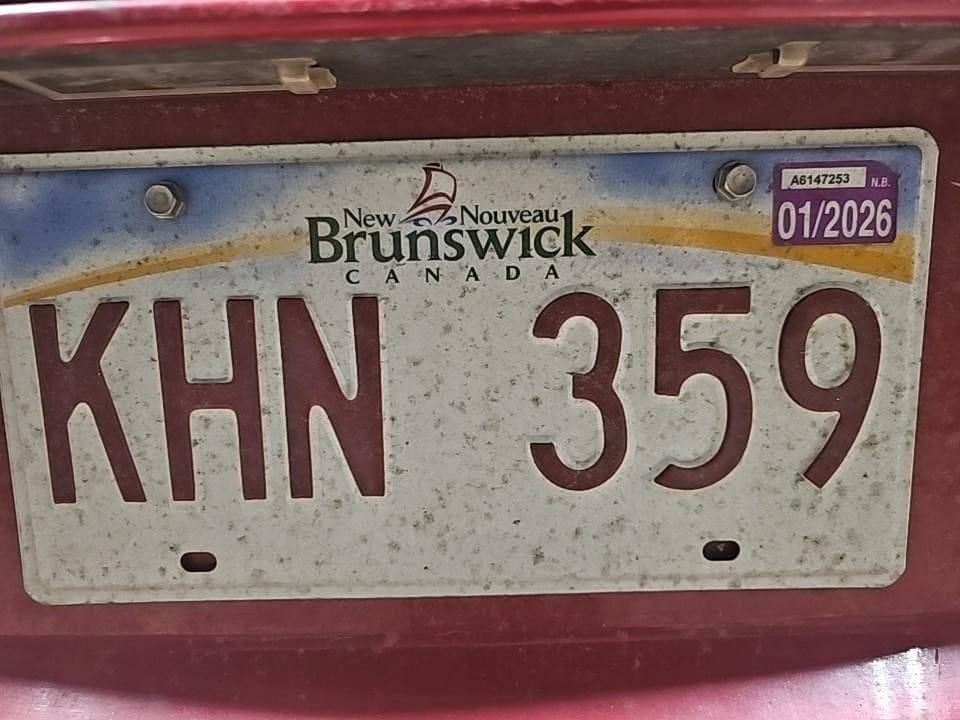 A6147253 N.B.
01/2026
New Nouveau
Brunswick
CANADA
KHN 359